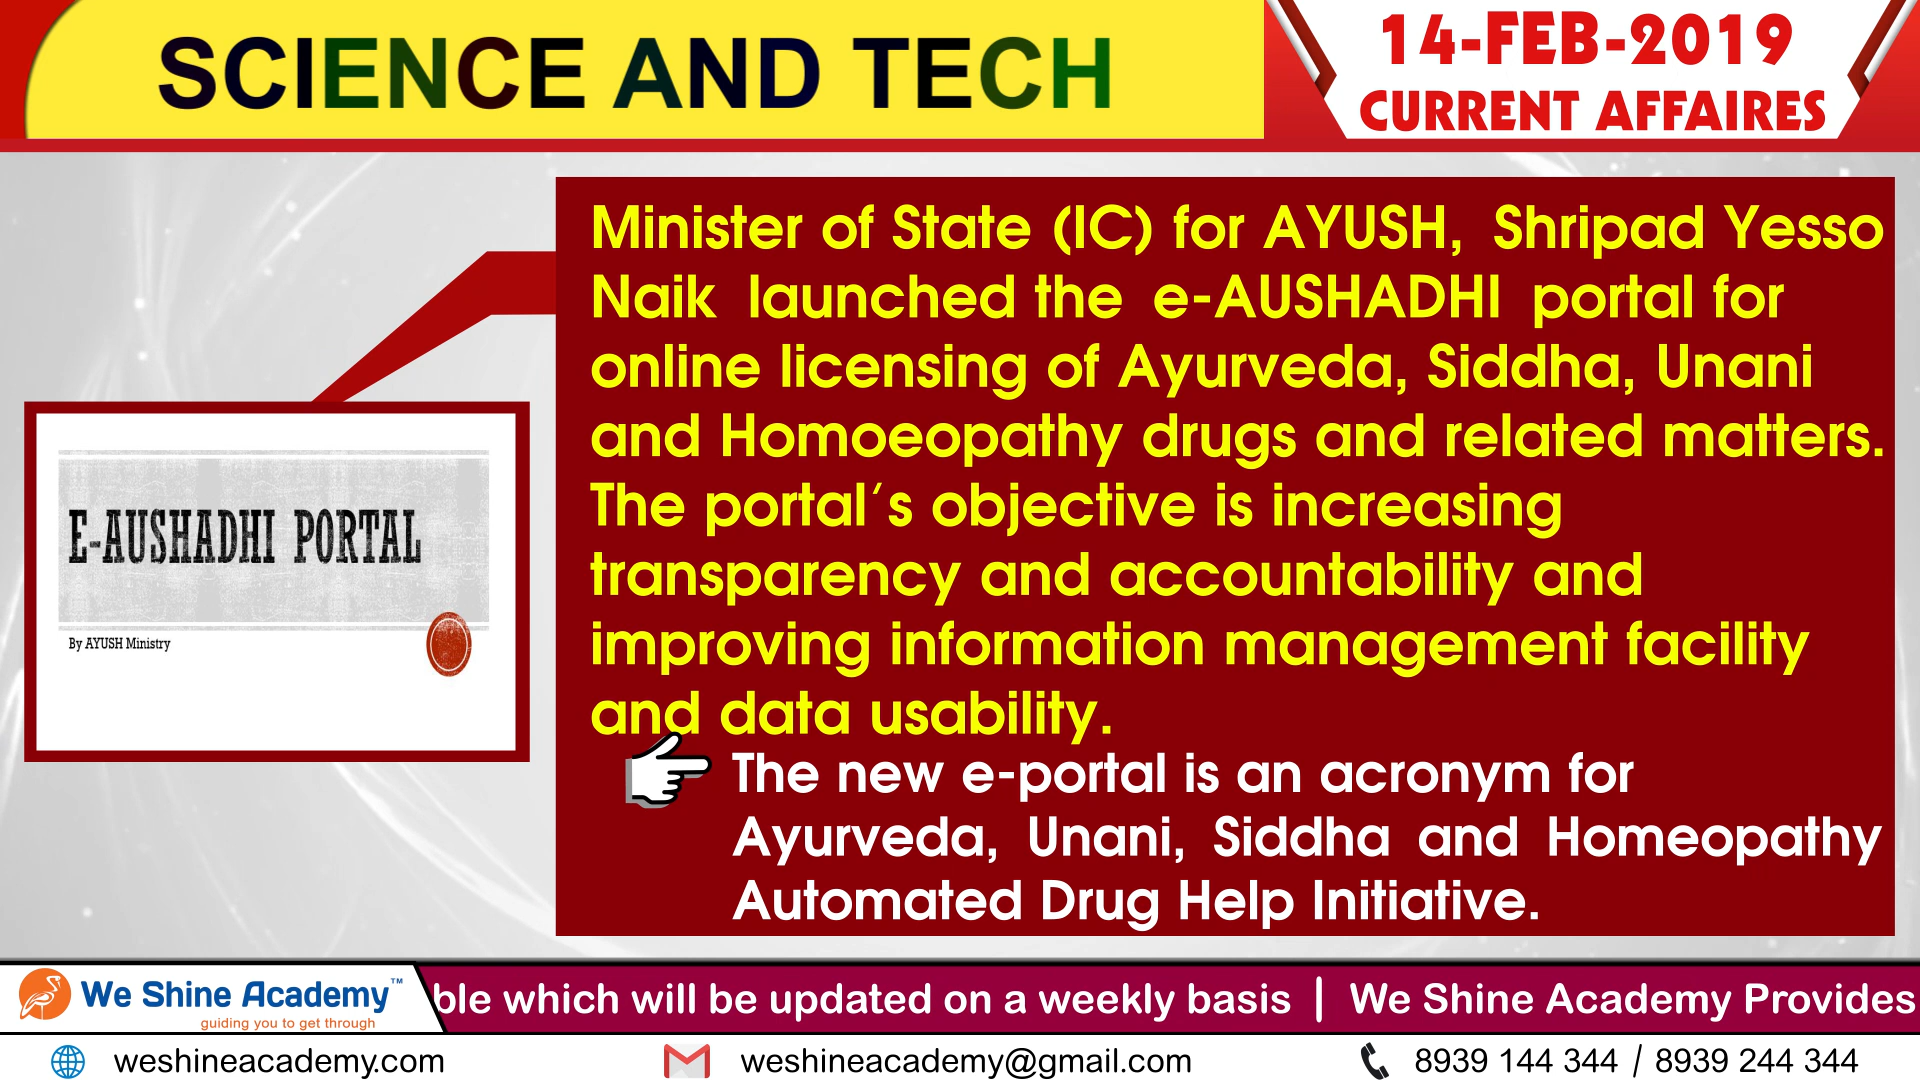 SCIENCE AND TECH
14-FEB-2019
CURRENT AFFAIRES
Minister of State (IC) for AYUSH, Shripad Yesso
Naik launched the e-AUSHADHI portal for
online licensing of Ayurveda, Siddha, Unani
and Homoeopathy drugs and related matters.
The portal´s objective is increasing
transparency and accountability and
improving information management facility
and data usability.
The new e-portal is an acronym for
Ayurveda, Unani, Siddha and Homeopathy
Automated Drug Help Initiative.
E-AUSHADHI PORTAL
By AYUSH Ministry
We Shine Academy™
guiding you to get through
ble which will be updated on a weekly basis | We Shine Academy Provides
weshineacademy.com
weshineacademy@gmail.com
8939 144 344 / 8939 244 344